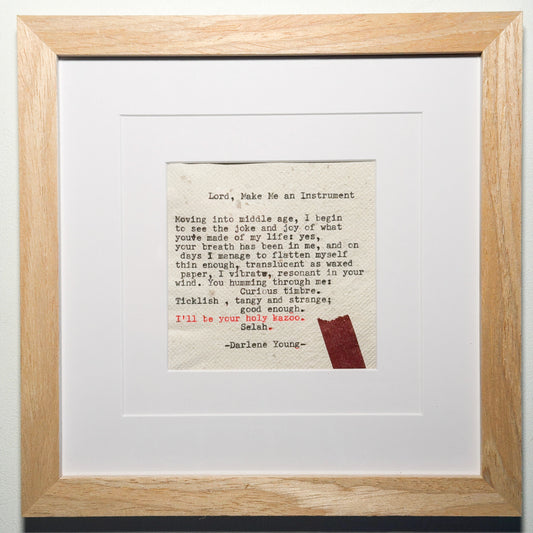 Lord, Make Me an Instrument
Moving into middle age, I begin
to see the joke and joy of what
you've made of my life: yes,
your breath has been in me, and on
days I manage to flatten myself
thin enough, translucent as waxed
paper, I vibrate, resonant in your
wind. You humming through me:
Curious timbre.
Ticklish , tangy and strange;
good enough.
I'll be your holy kazoo.
Selah.
-Darlene Young-